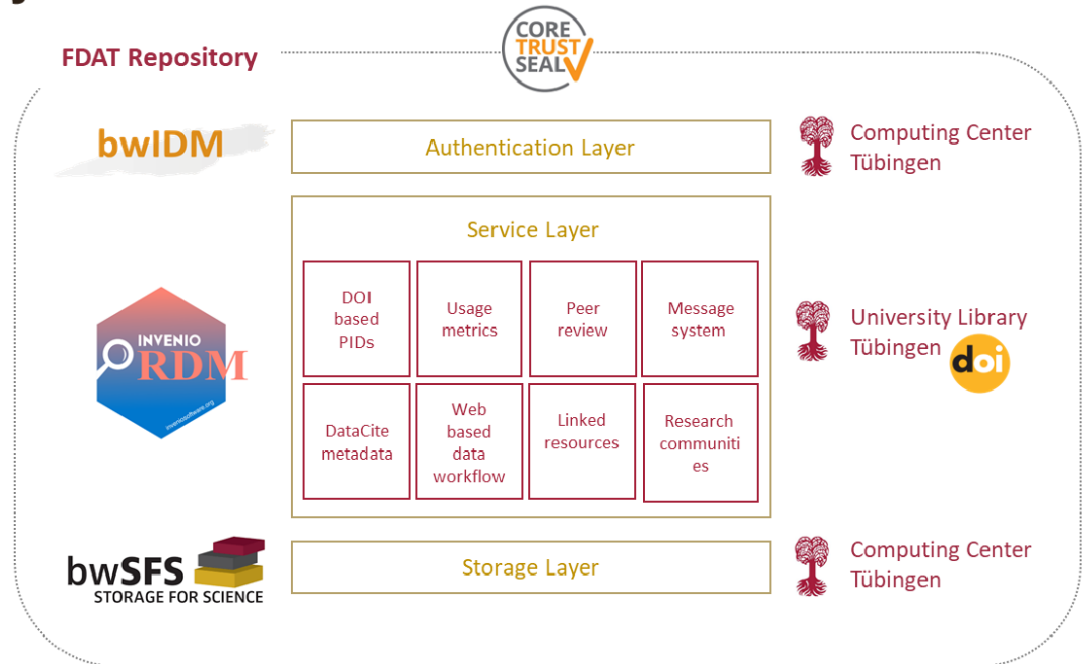 CORE
TRUST
SEAL
FDAT Repository
bwIDM
Authentication Layer
Computing Center
Tübingen
Service Layer
DOI
based
PIDs
Usage
metrics
Peer
review
Message
system
INVENIO
RDM
inveniosoftware.org
University Library
Tübingen
doi
DataCite
metadata
Web
based
data
workflow
Linked
resources
Research
communiti
es
bwSFS
STORAGE FOR SCIENCE
Storage Layer
Computing Center
Tübingen